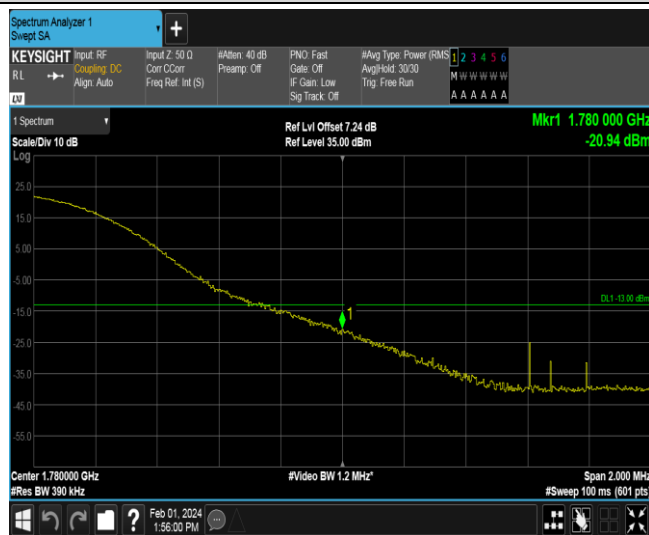 Spectrum Analyzer 1
Swept SA
+
KEYSIGHT Input: RF Input Z: 50 Ω #Atten: 40 dB PNO: Fast #Avg Type: Power (RMS 1 2 3 4 5 6
RL Coupling: DC Corr CCorr Preamp: Off Gate: Off Avg|Hold: 30/30 M W W W W W
Align: Auto Freq Ref: Int (S) IF Gain: Low Trig: Free Run
Sig Track: Off A A A A A A
LXI
1 Spectrum Ref Lvl Offset 7.24 dB Mkr1 1.780 000 GHz
Scale/Div 10 dB Ref Level 35.00 dBm -20.94 dBm
Log
25.0
15.0
5.00
-5.00
DL1 -13.00 dBm
-15.0
1
-25.0
-35.0
-45.0
-55.0
Center 1.780000 GHz #Video BW 1.2 MHz* Span 2.000 MHz
#Res BW 390 kHz #Sweep 100 ms (601 pts)
? Feb 01, 2024
1:56:00 PM